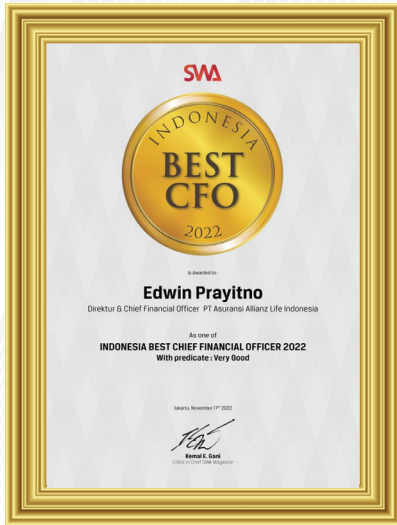 SWA
INDONESIA
BEST
CFO
2022
Is Awarded to :
Edwin Prayitno
Direktur & Chief Financial Officer PT Asuransi Allianz Life Indonesia
As one of
INDONESIA BEST CHIEF FINANCIAL OFFICER 2022
With predicate : Very Good
Jakarta, November 17th 2022
Kemal E. Gani
Editor in Chief SWA Magazine